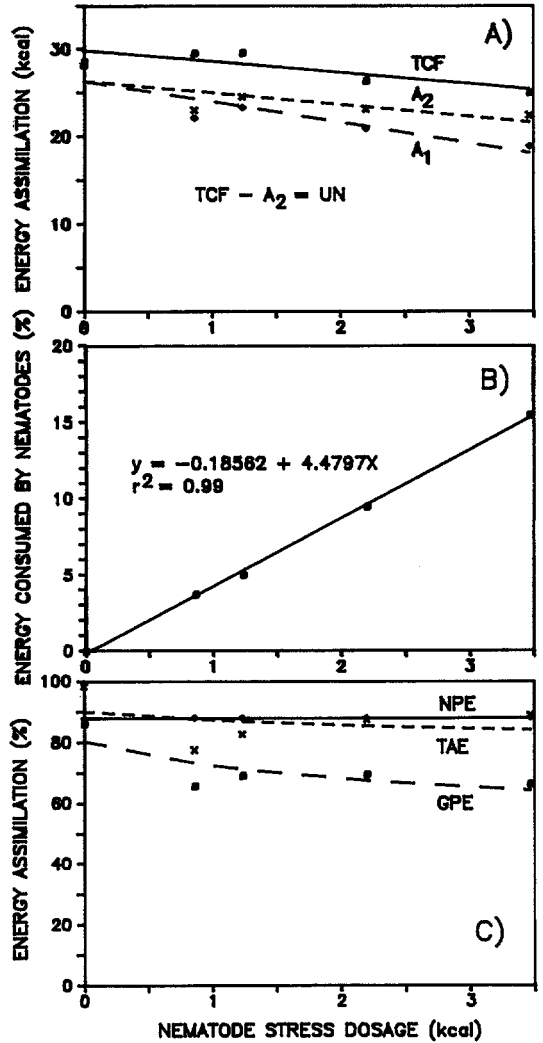 A)
30
20
10
0
ENERGY ASSIMILATION (kcal)
TCF
A2
A1
TCF − A2 = UN
0 1 2 3
B)
20
15
10
5
0
ENERGY CONSUMED BY NEMATODES (%)
y = −0.18562 + 4.4797X
r2 = 0.99
0 1 2 3
100
80
60
40
20
0
ENERGY ASSIMILATION (%)
NPE
TAE
GPE
C)
0 1 2 3
NEMATODE STRESS DOSAGE (kcal)